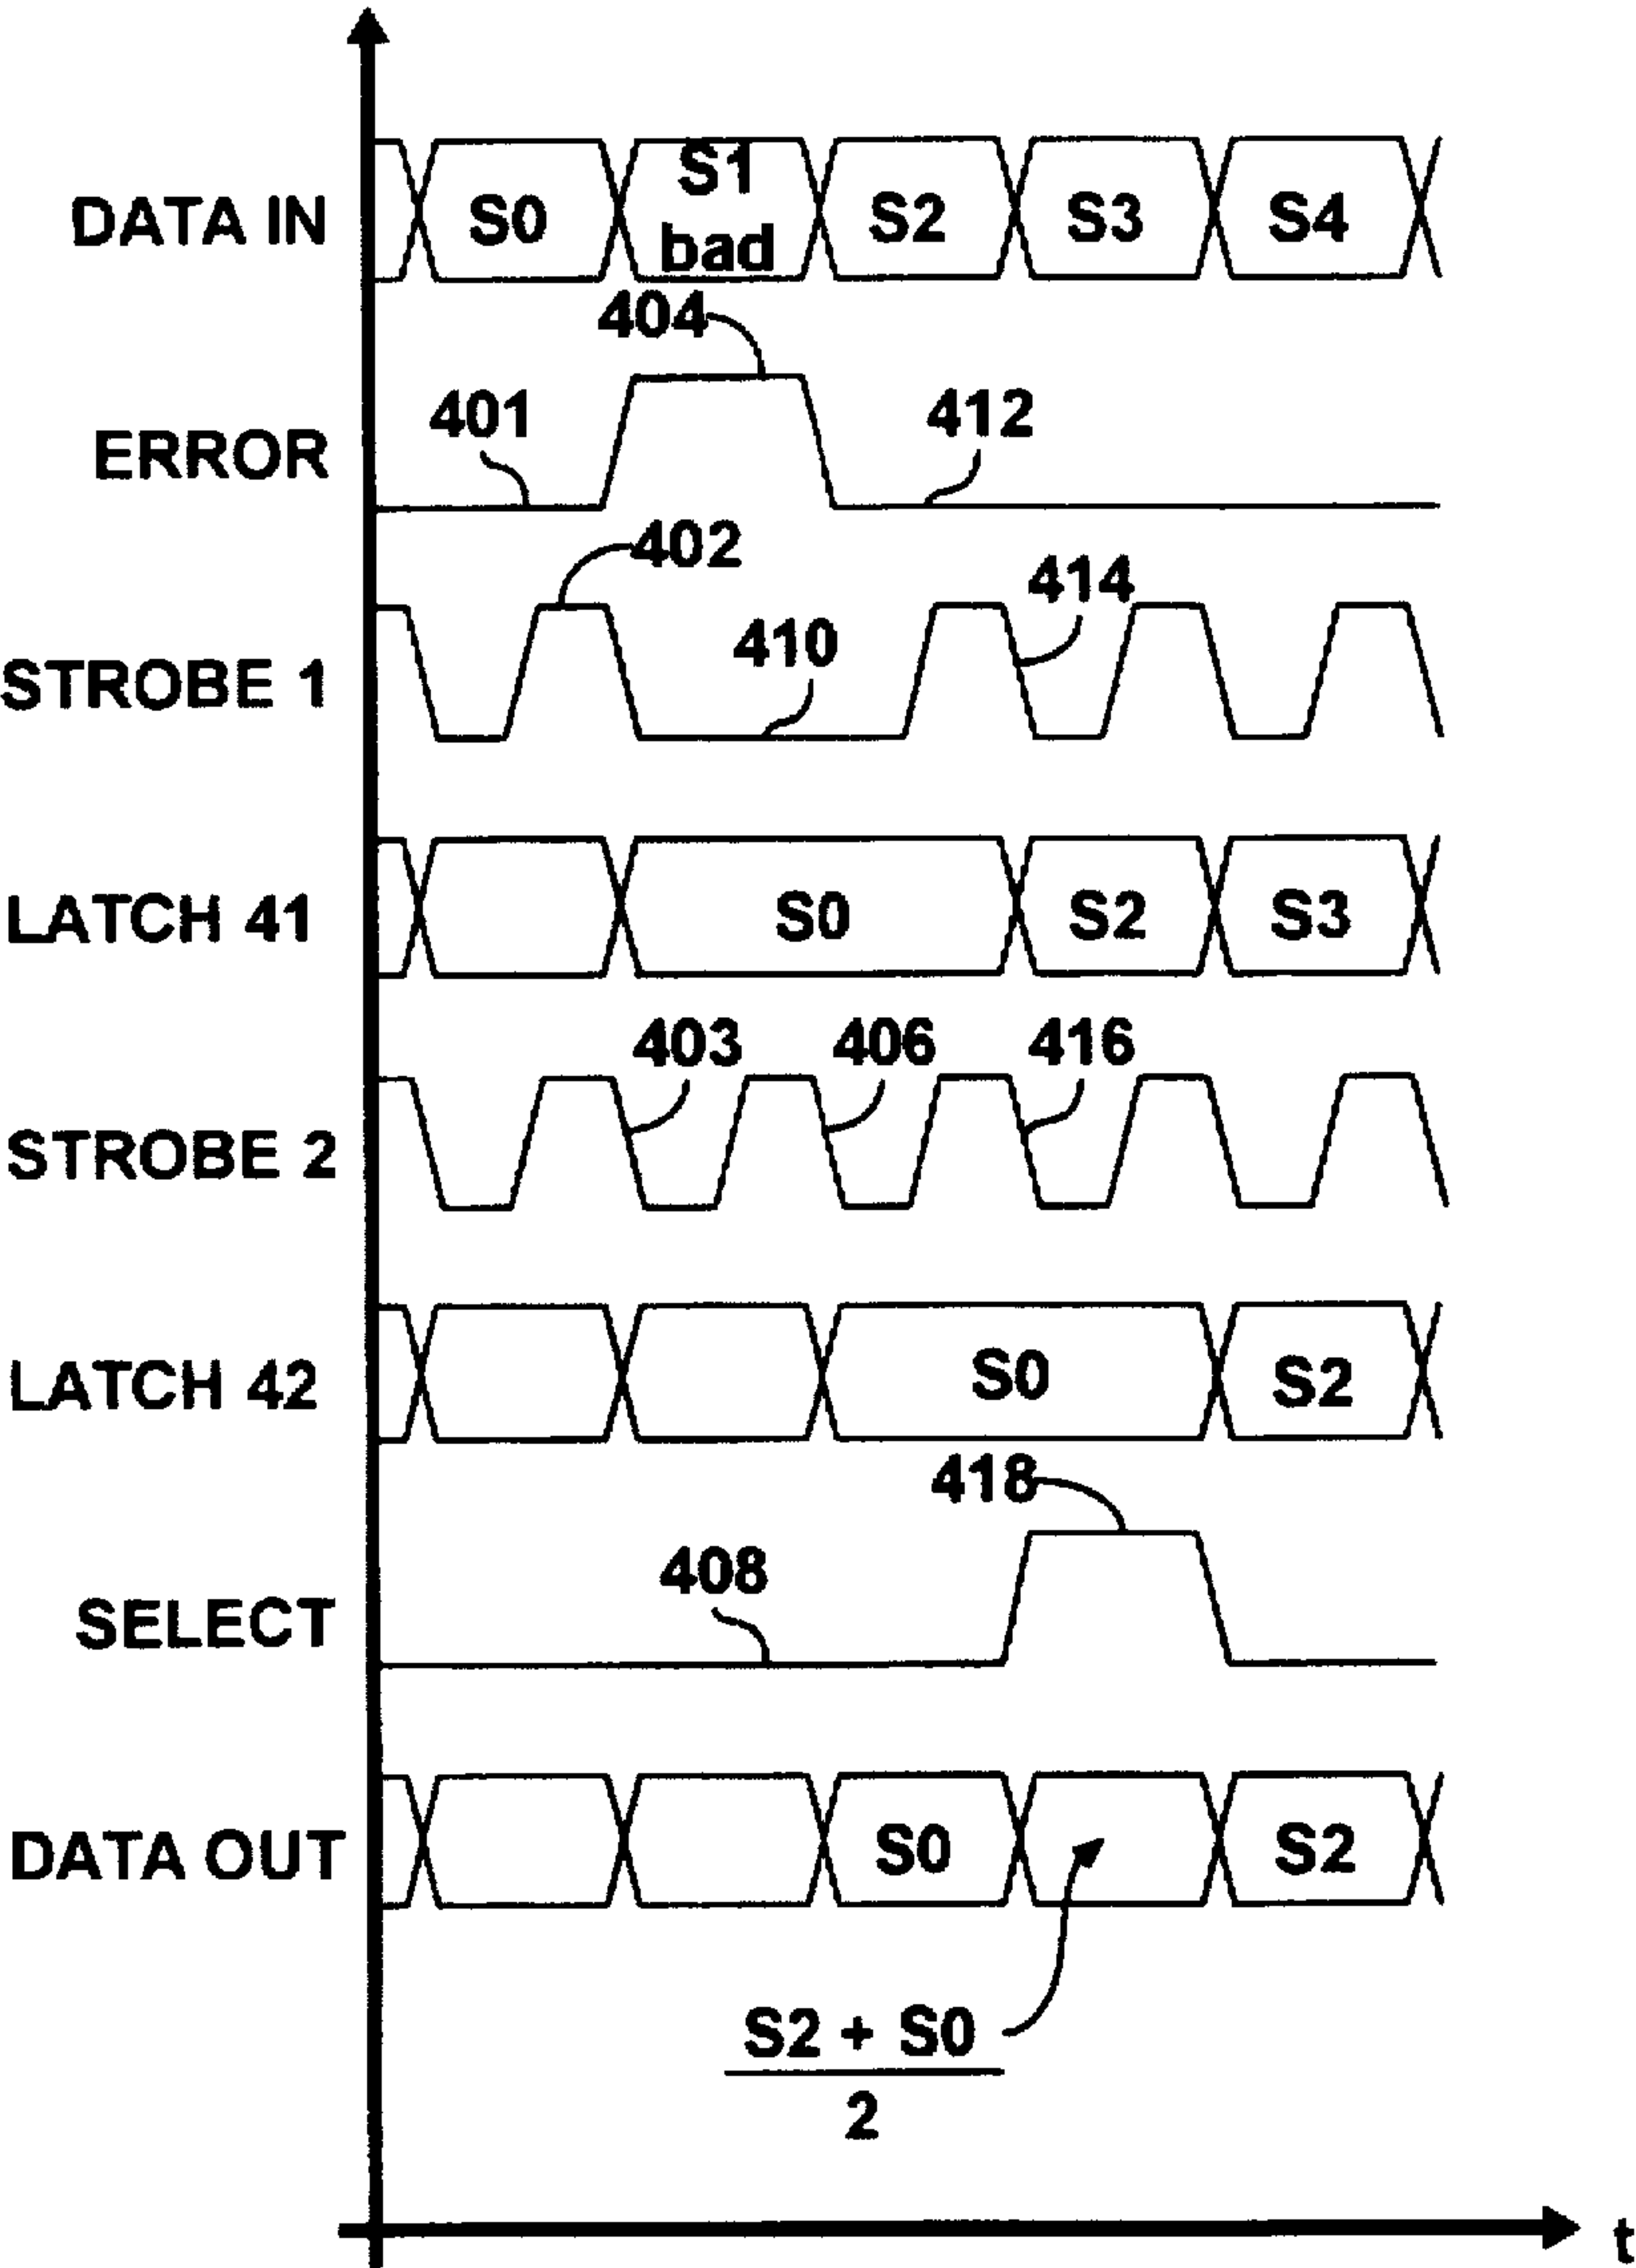 DATA IN
S0
S1
bad
S2
S3
S4
404
ERROR
401
412
402
414
STROBE 1
410
LATCH 41
S0
S2
S3
403
406
416
STROBE 2
LATCH 42
S0
S2
418
SELECT
408
DATA OUT
S0
S2
S2 + S0
2
t